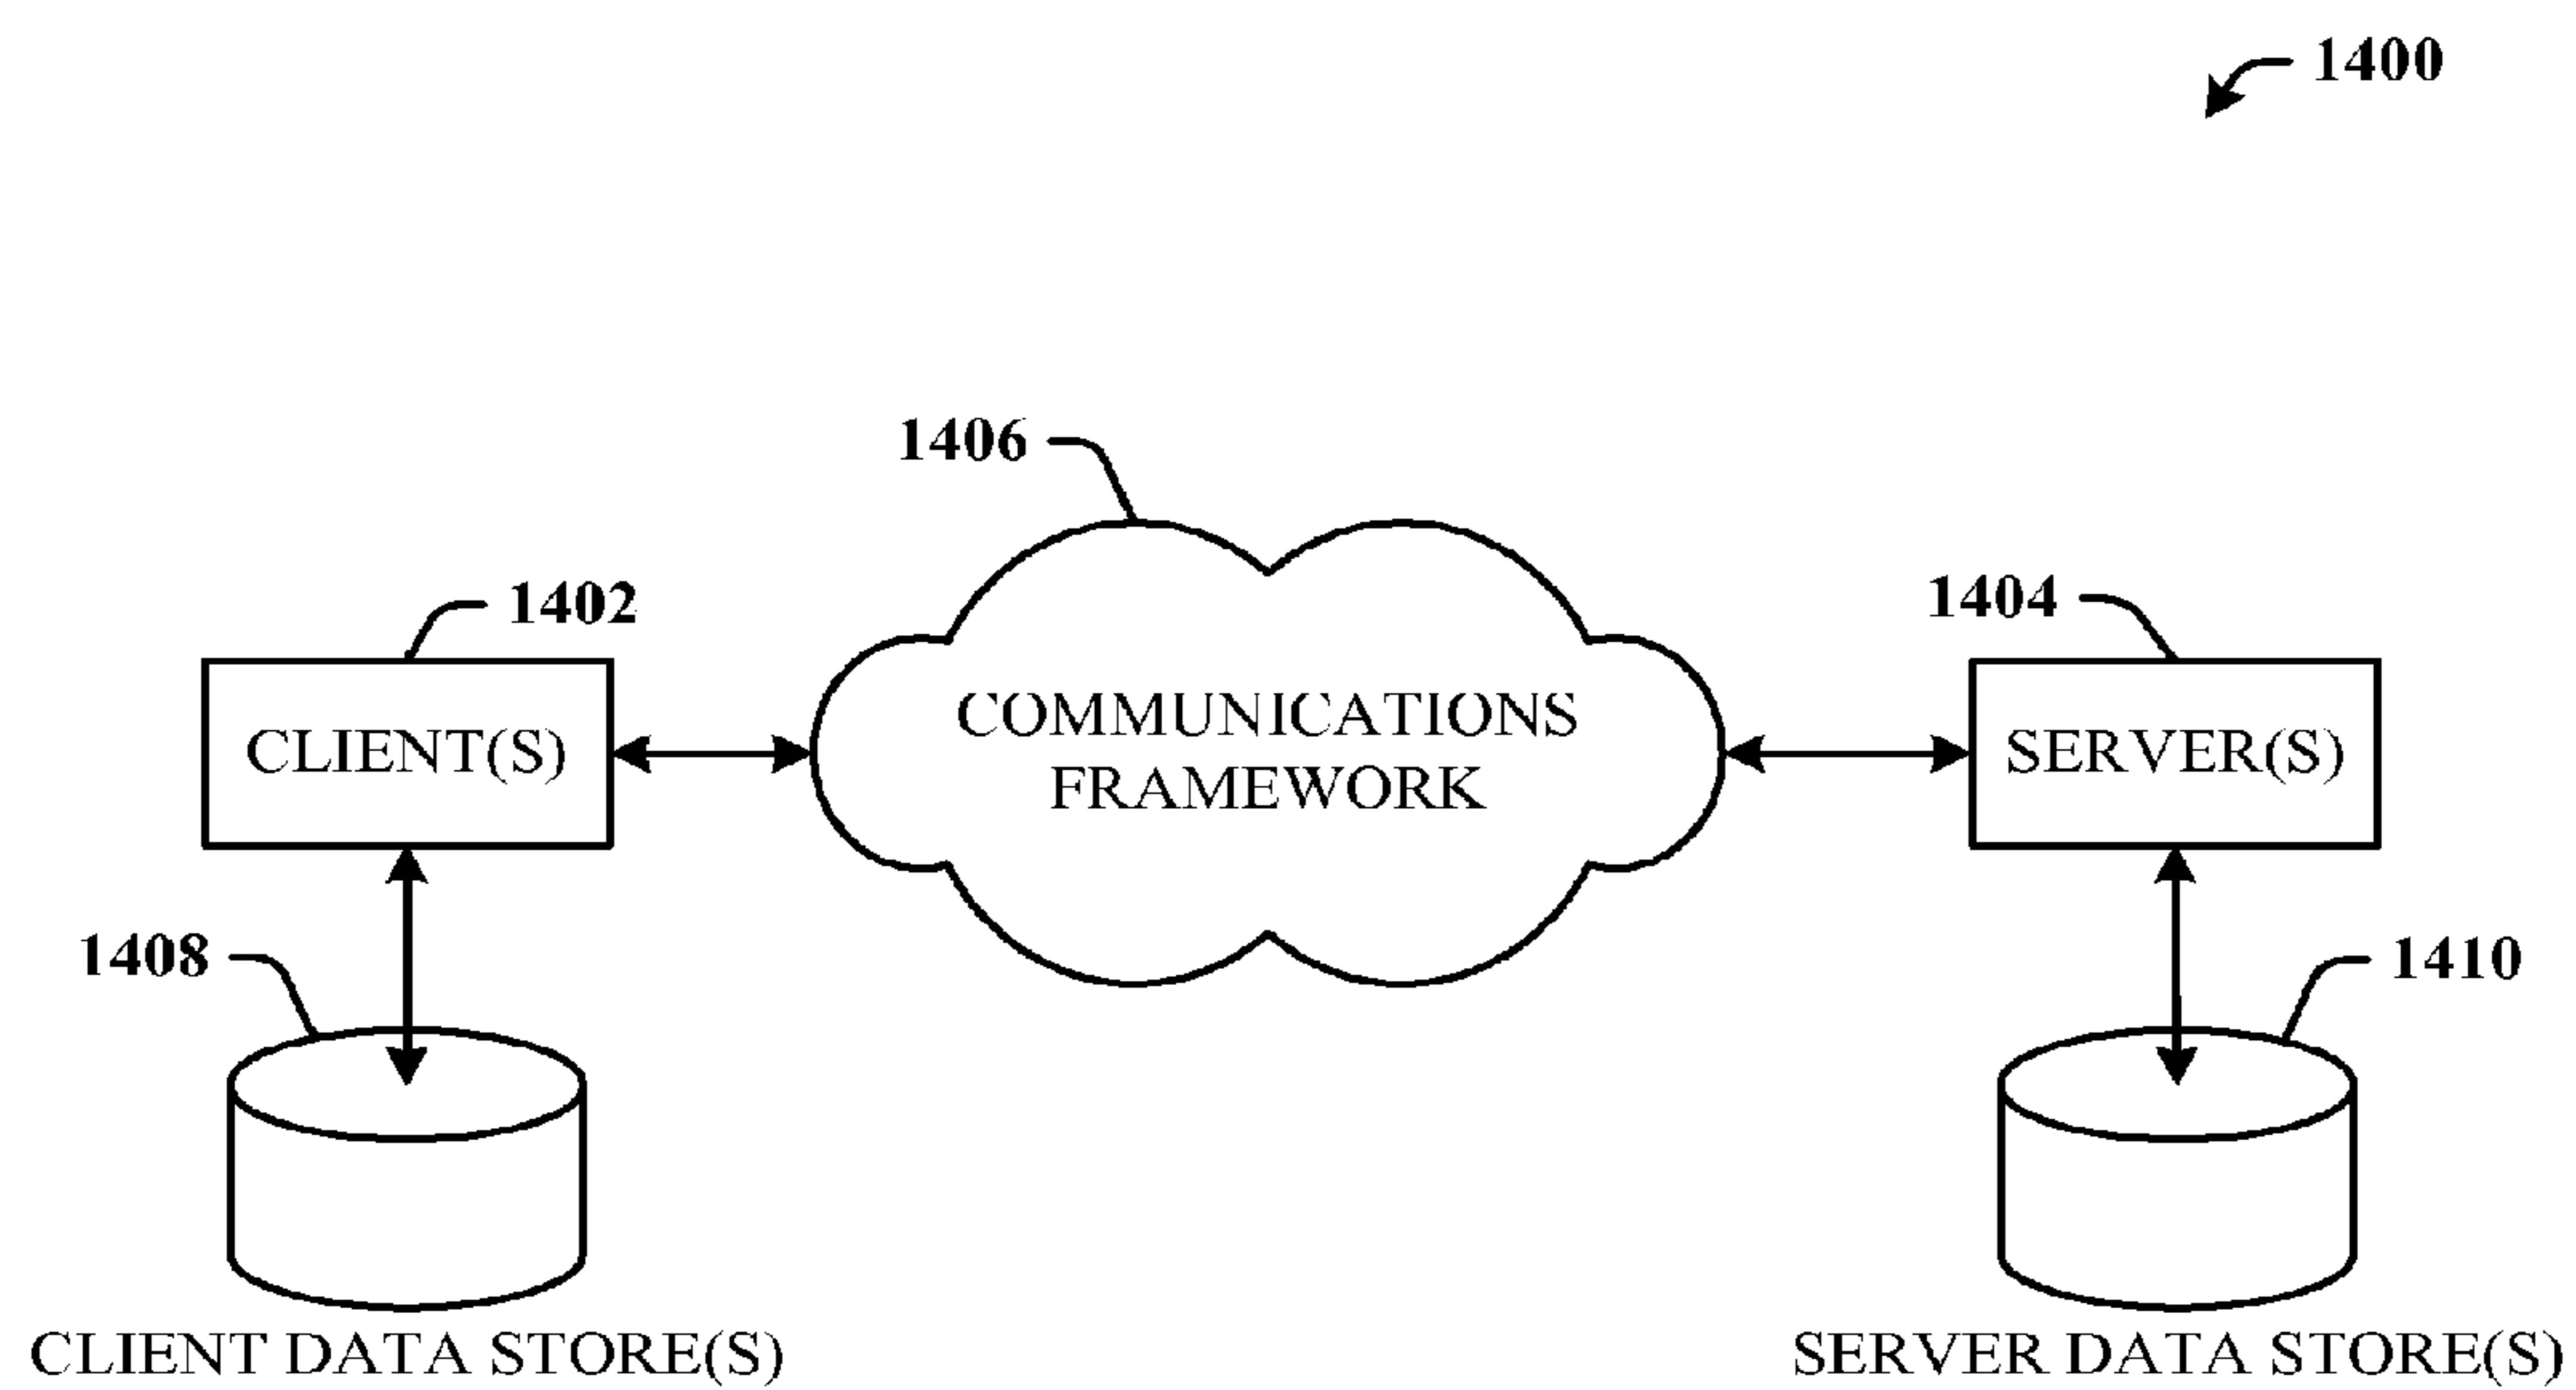 1400
1406
1402
1404
COMMUNICATIONS
FRAMEWORK
CLIENT(S)
SERVER(S)
1408
1410
CLIENT DATA STORE(S)
SERVER DATA STORE(S)